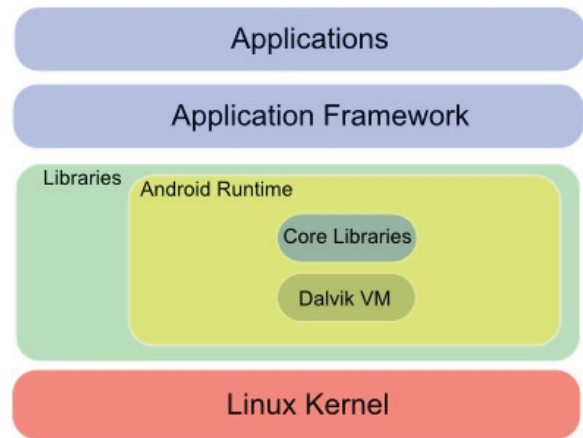 Applications
Application Framework
Libraries
Android Runtime
Core Libraries
Dalvik VM
Linux Kernel